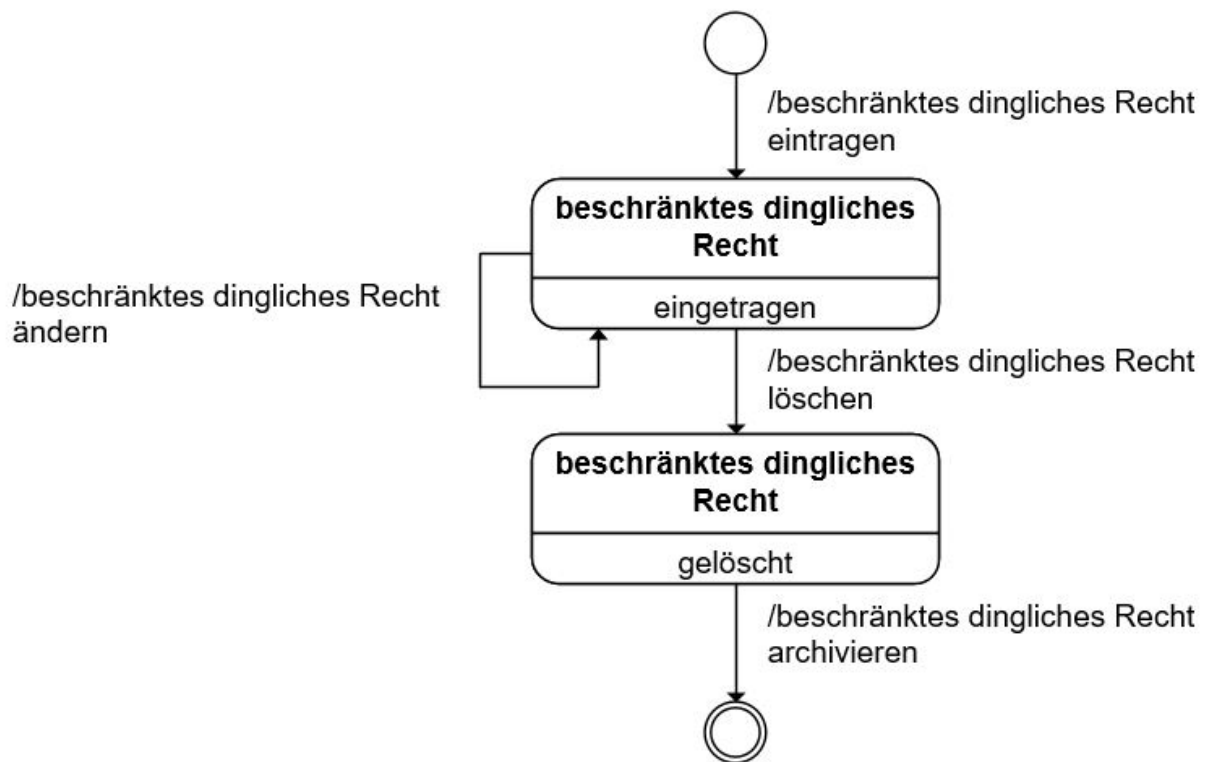 /beschränktes dingliches Recht
eintragen
beschränktes dingliches
Recht
eingetragen
/beschränktes dingliches Recht
ändern
/beschränktes dingliches Recht
löschen
beschränktes dingliches
Recht
gelöscht
/beschränktes dingliches Recht
archivieren